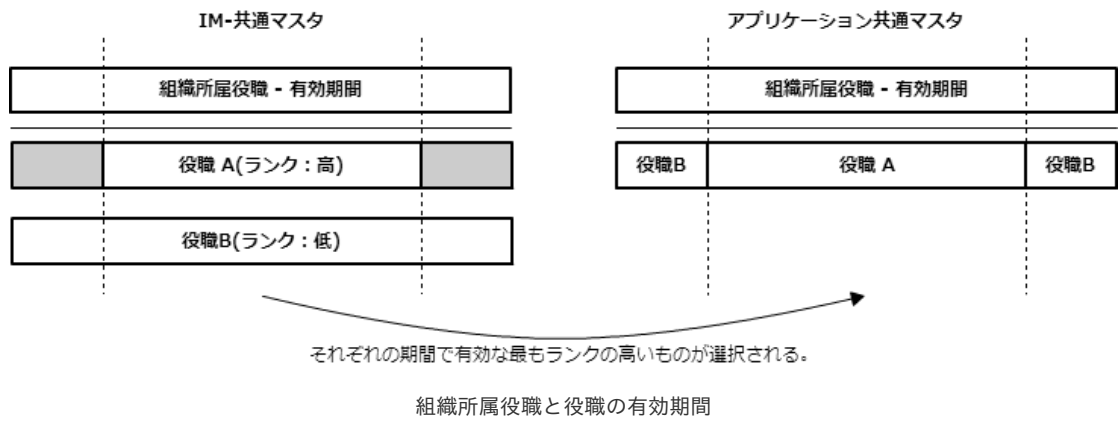 IM-共通マスタ
アプリケーション共通マスタ
組織所属役職 - 有効期間
組織所属役職 - 有効期間
役職 A(ランク：高)
役職B
役職 A
役職B
役職B(ランク：低)
それぞれの期間で有効な最もランクの高いものが選択される。
組織所属役職と役職の有効期間